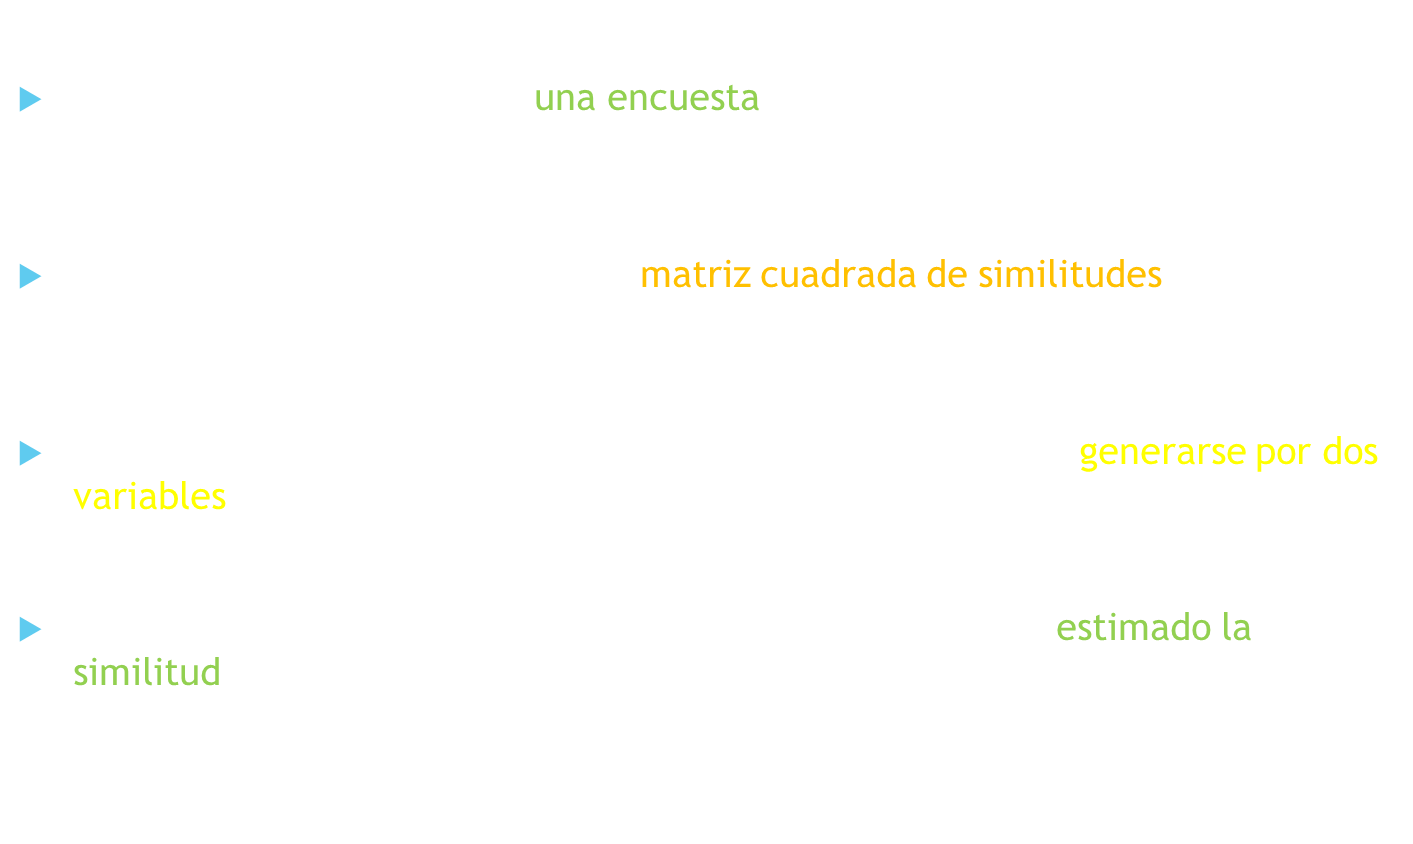 una encuesta
matriz cuadrada de similitudes
generarse por dos
variables
estimado la
similitud